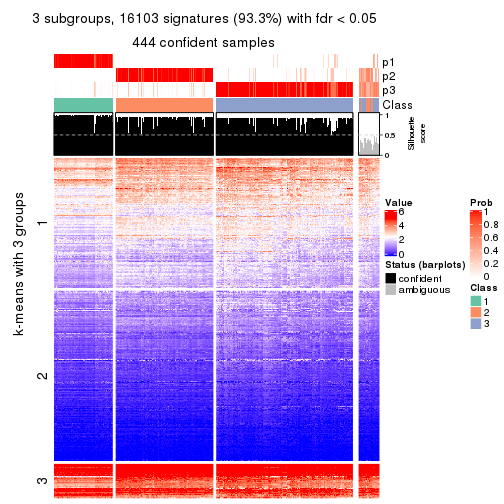 3 subgroups, 16103 signatures (93.3%) with fdr < 0.05
444 confident samples
p1
p2
p3
Class
1
0.5
0
Silhouette
score
k-means with 3 groups
1
2
3
Value
6
4
2
0
Status (barplots)
confident
ambiguous
Prob
1
0.8
0.6
0.4
0.2
0
Class
1
2
3